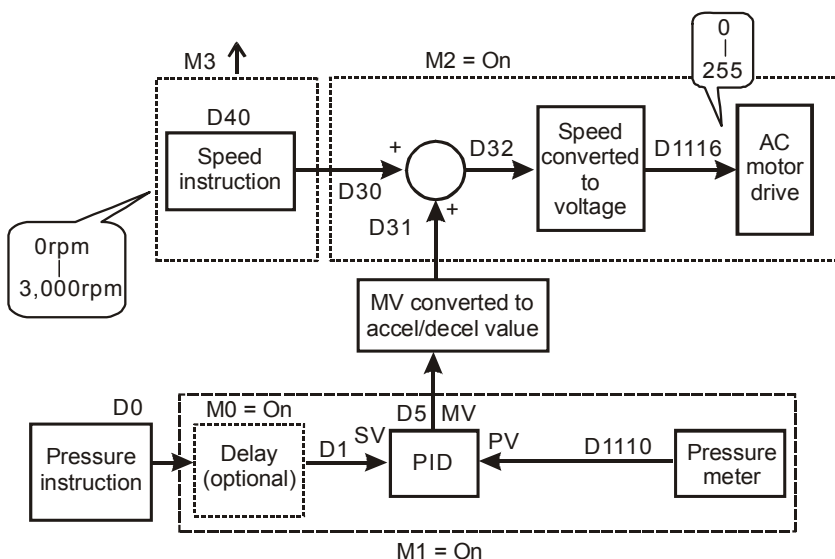 0
|
255
M3
M2 = On
D40
Speed
instruction
+
D30
D32
Speed
converted
to
voltage
D1116
AC
motor
drive
+
D31
0rpm
|
3,000rpm
MV converted to
accel/decel value
D0
M0 = On
D5
MV
Pressure
instruction
Delay
(optional)
D1
SV
PID
PV
D1110
Pressure
meter
M1 = On